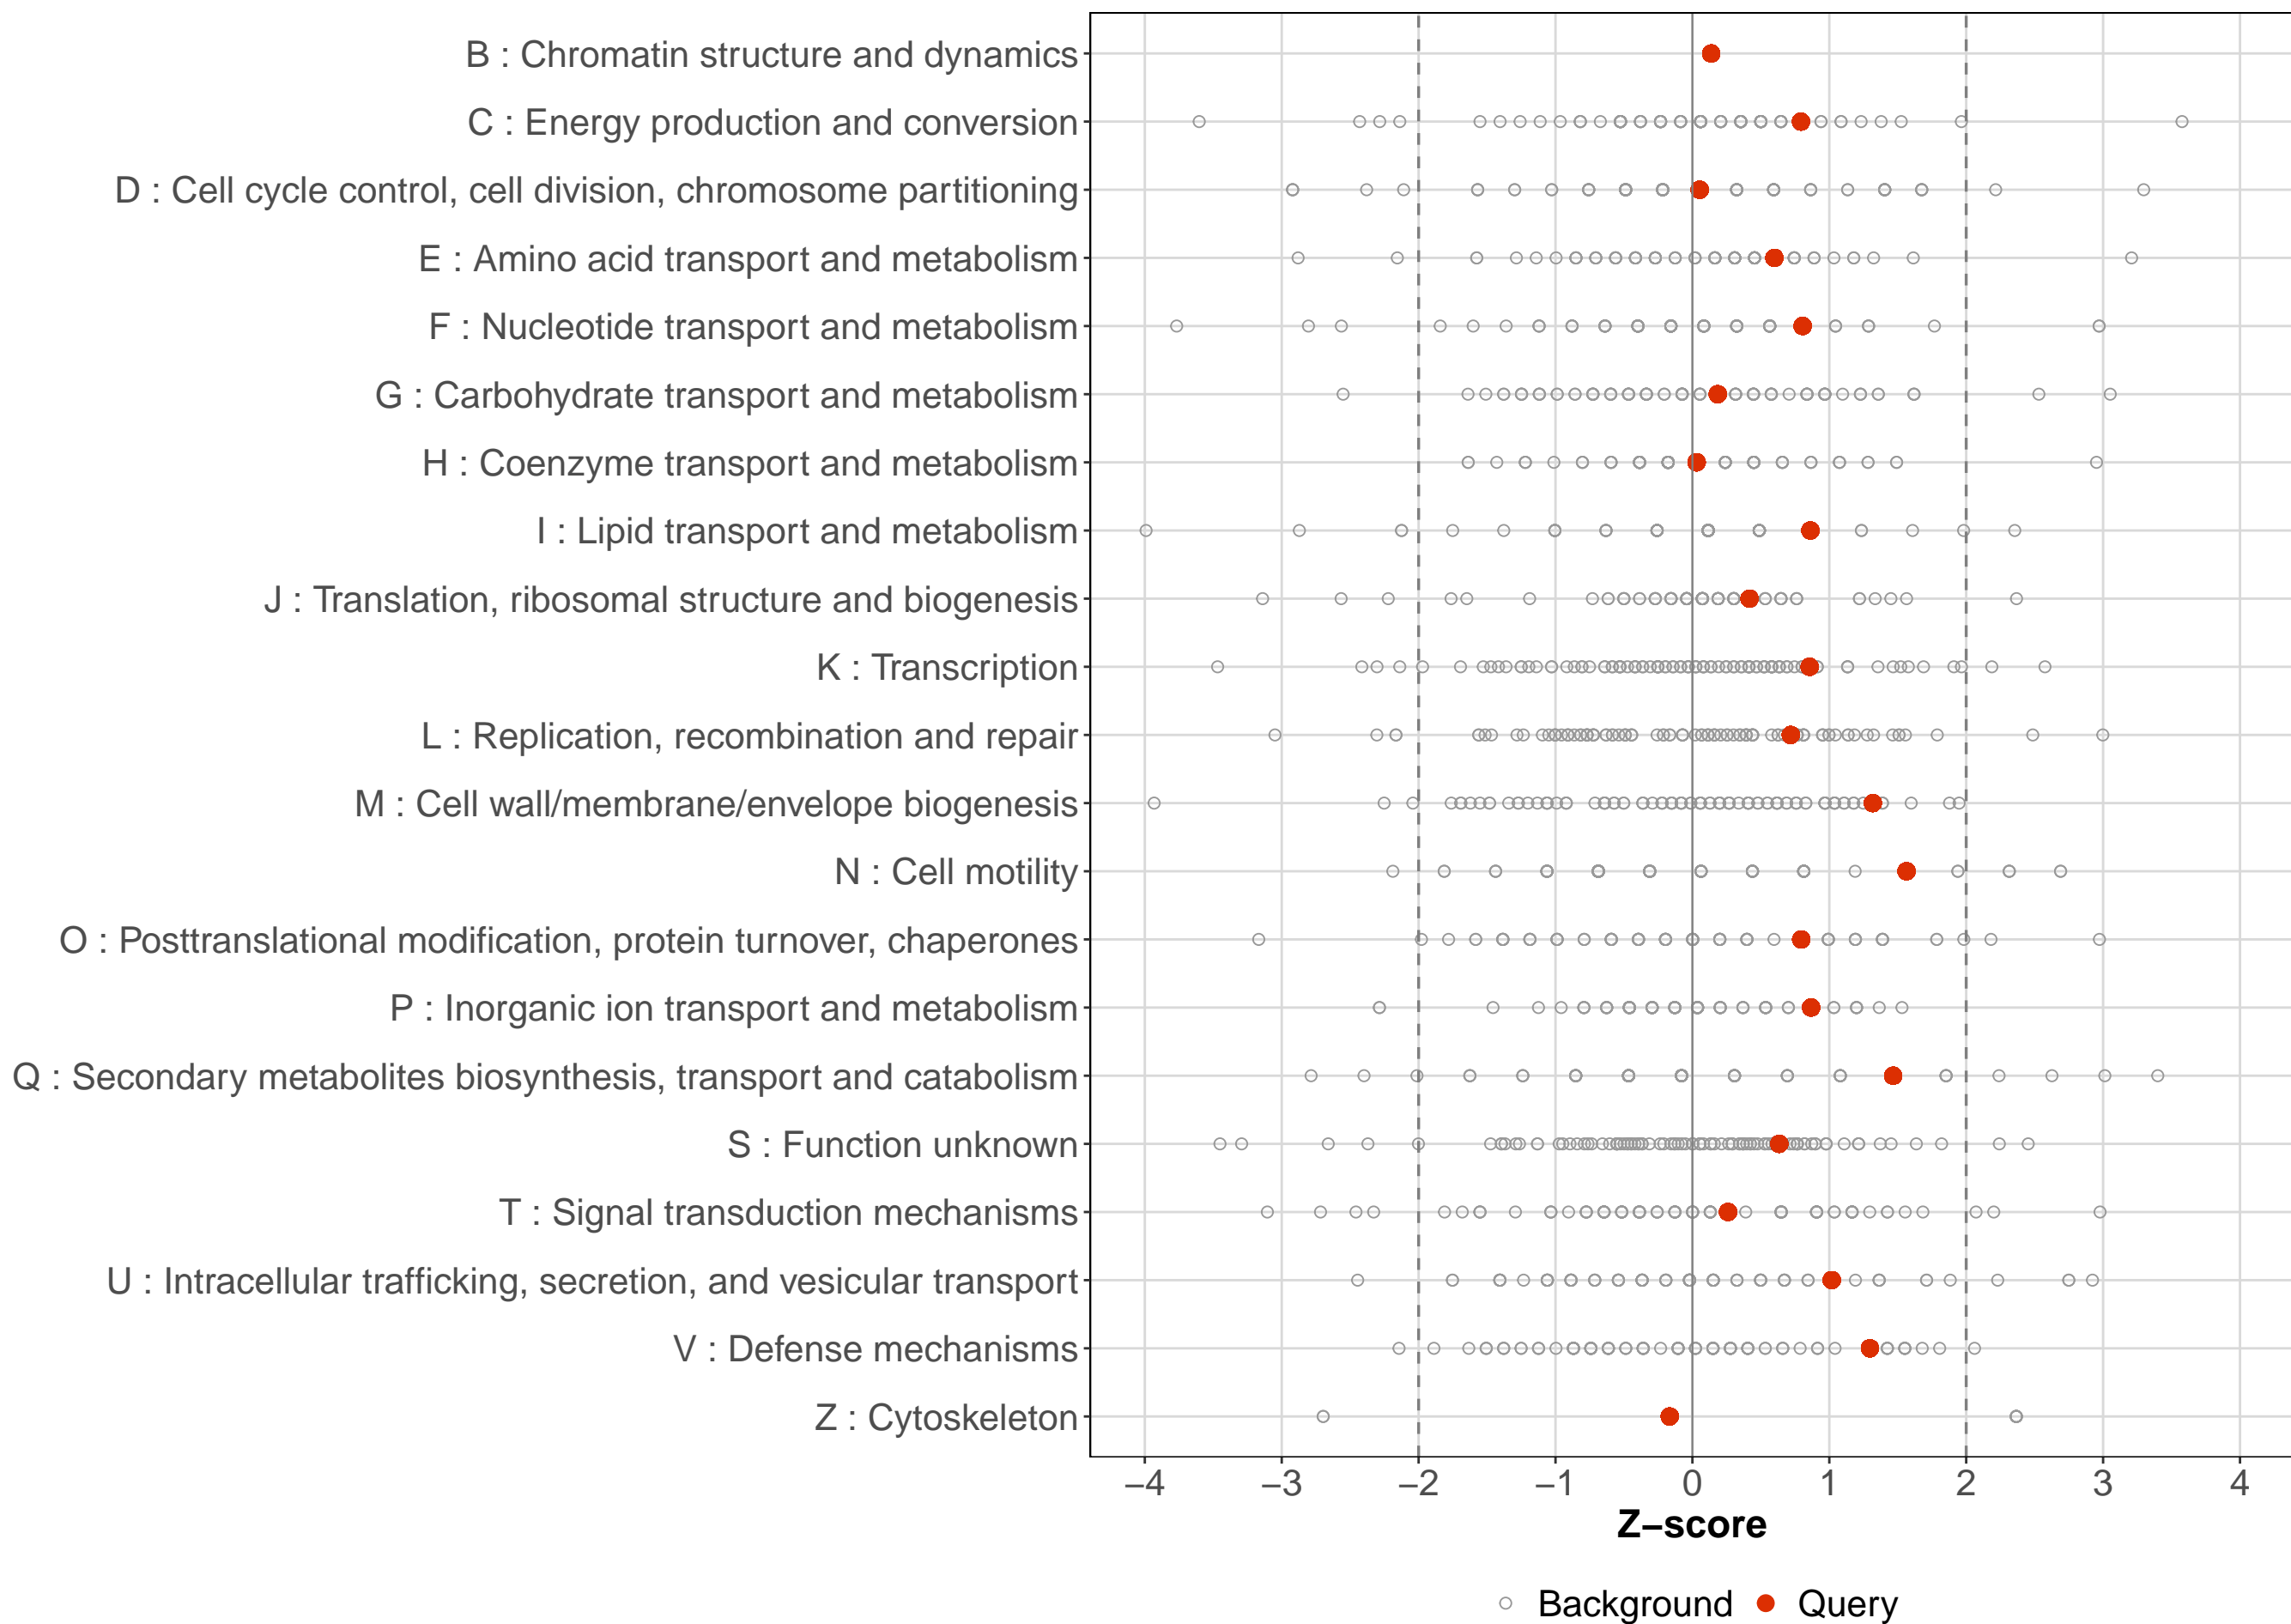 B : Chromatin structure and dynamics
C : Energy production and conversion
D : Cell cycle control, cell division, chromosome partitioning
E : Amino acid transport and metabolism
F : Nucleotide transport and metabolism
G : Carbohydrate transport and metabolism
H : Coenzyme transport and metabolism
I : Lipid transport and metabolism
J : Translation, ribosomal structure and biogenesis
K : Transcription
L : Replication, recombination and repair
M : Cell wall/membrane/envelope biogenesis
N : Cell motility
O : Posttranslational modification, protein turnover, chaperones
P : Inorganic ion transport and metabolism
Q : Secondary metabolites biosynthesis, transport and catabolism
S : Function unknown
T : Signal transduction mechanisms
U : Intracellular trafficking, secretion, and vesicular transport
V : Defense mechanisms
Z : Cytoskeleton
−4 −3 −2 −1 0 1 2 3 4
Z−score
Background Query